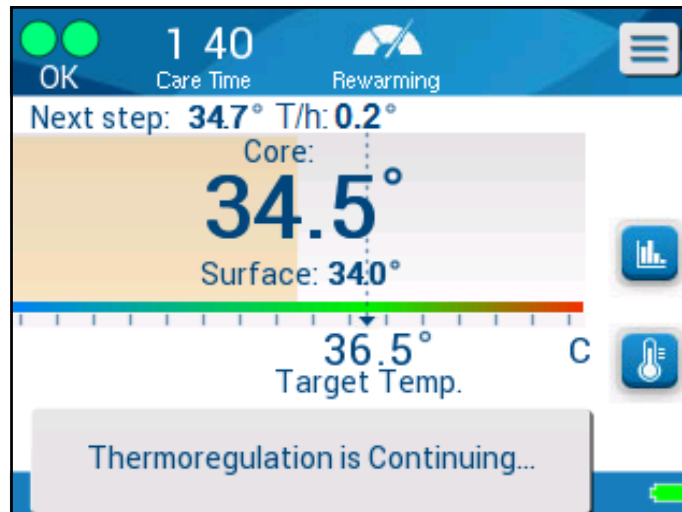 1 40
OK Care Time Rewarming
Next step: 34.7° T/h: 0.2°
Core:
34.5°
Surface: 34.0°
36.5° C
Target Temp.
Thermoregulation is Continuing...